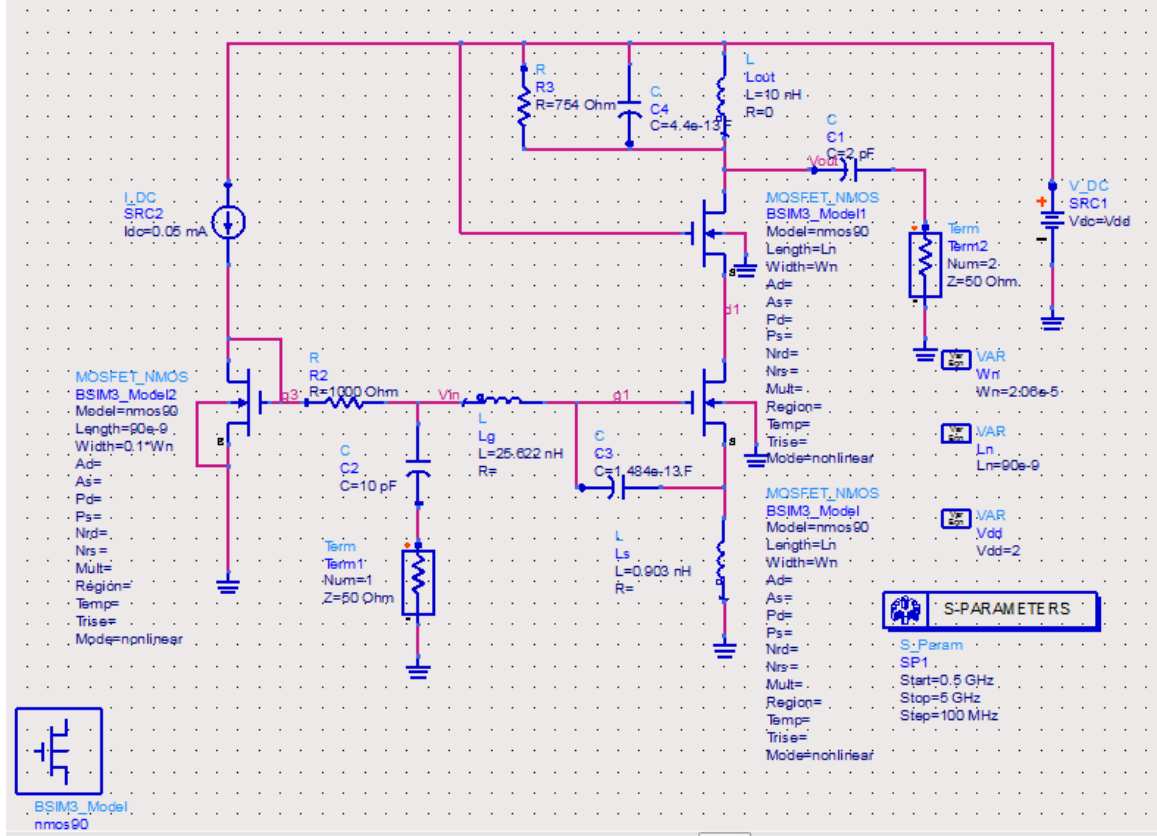 L
Lout
L=10 nH
R=0
R
R3
R=754 Ohm
C
C4
C=4.4e-13 F
C
C1
C=2 pF
Vout
I_DC
SRC2
Idc=0.05 mA
V_DC
SRC1
Vdc=Vdd
MOSFET_NMOS
BSIM3_Model1
Model=nmos90
Length=Ln
Width=Wn
Ad=
As=
Pd=
Ps=
Nrd=
Nrs=
Mult=
Region=
Temp=
Trise=
Mode=nonlinear
s
d1
Term
Term2
Num=2
Z=50 Ohm
VAR
Wn
Wn=2.06e-5
VAR
Ln
Ln=90e-9
VAR
Vdd
Vdd=2
Var
Eqn
Var
Eqn
Var
Eqn
MOSFET_NMOS
BSIM3_Model2
Model=nmos90
Length=90e-9
Width=0.1*Wn
Ad=
As=
Pd=
Ps=
Nrd=
Nrs=
Mult=
Region=
Temp=
Trise=
Mode=nonlinear
g3
R
R2
R=1000 Ohm
Vin
L
Lg
L=25.622 nH
R=
g1
C
C3
C=1.484e-13 F
C
C2
C=10 pF
s
Term
Term1
Num=1
Z=50 Ohm
L
Ls
L=0.903 nH
R=
MOSFET_NMOS
BSIM3_Model
Model=nmos90
Length=Ln
Width=Wn
Ad=
As=
Pd=
Ps=
Nrd=
Nrs=
Mult=
Region=
Temp=
Trise=
Mode=nonlinear
S-PARAMETERS
S_Param
SP1
Start=0.5 GHz
Stop=5 GHz
Step=100 MHz
BSIM3_Model
nmos90